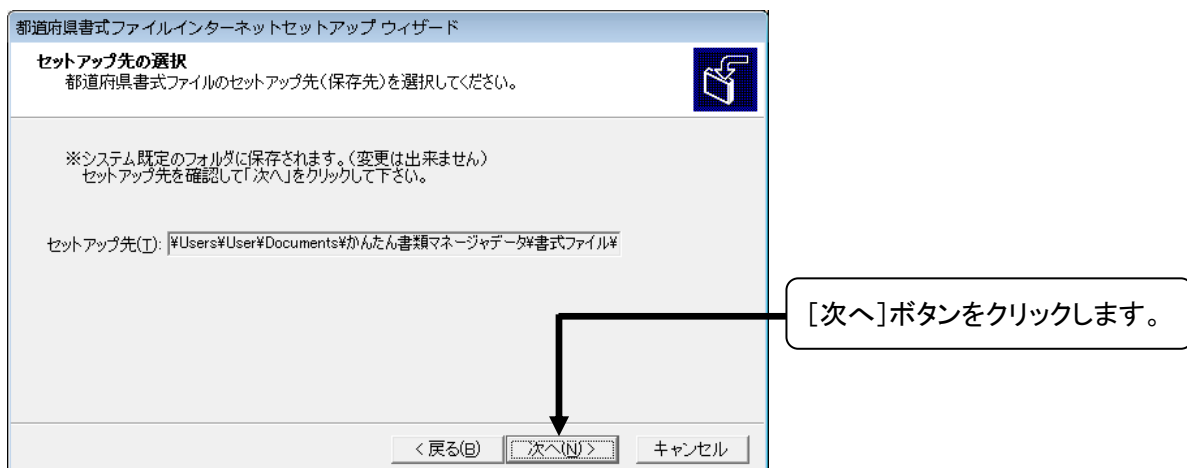 都道府県書式ファイルインターネットセットアップ ウィザード
セットアップ先の選択
都道府県書式ファイルのセットアップ先(保存先)を選択してください。
※システム既定のフォルダに保存されます。(変更は出来ません)
セットアップ先を確認して「次へ」をクリックして下さい。
セットアップ先(T): ¥Users¥User¥Documents¥かんたん書類マネージャデータ¥書式ファイル¥
[次へ]ボタンをクリックします。
< 戻る(B) 次へ(N) > キャンセル